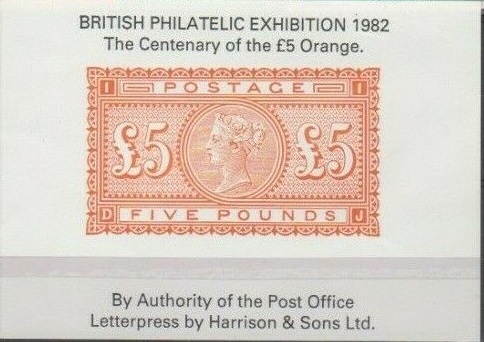 BRITISH PHILATELIC EXHIBITION 1982
The Centenary of the £5 Orange.
I POSTAGE I
£5 £5
D FIVE POUNDS J
By Authority of the Post Office
Letterpress by Harrison & Sons Ltd.